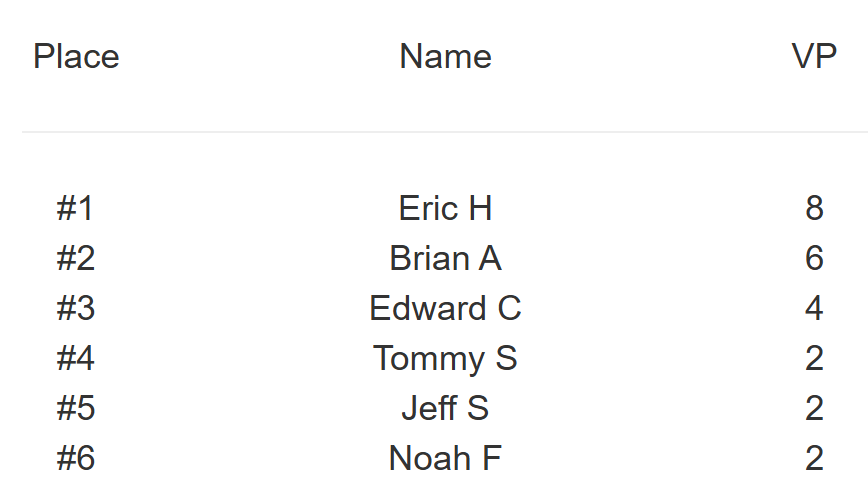 Place Name VP
#1 Eric H 8
#2 Brian A 6
#3 Edward C 4
#4 Tommy S 2
#5 Jeff S 2
#6 Noah F 2